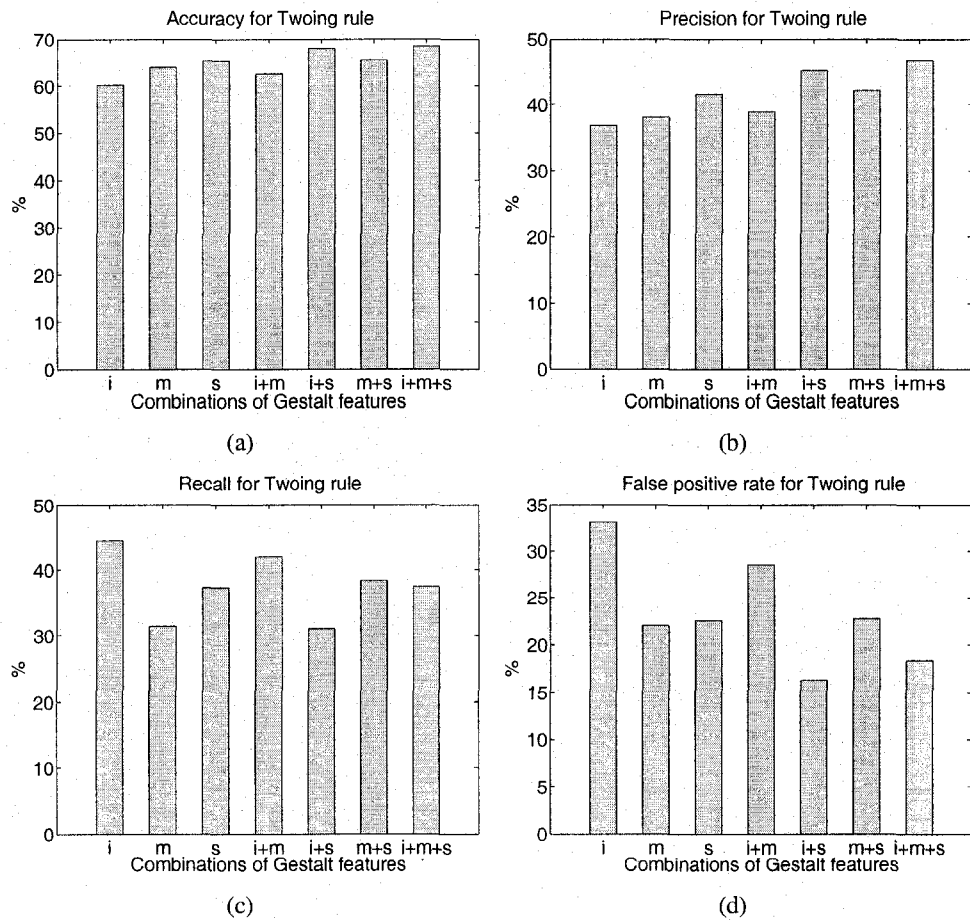 Accuracy for Twoing rule
70
60
50
40
30
20
10
0
%
i m s i+m i+s m+s i+m+s
Combinations of Gestalt features
(a)
Precision for Twoing rule
50
40
30
20
10
0
%
i m s i+m i+s m+s i+m+s
Combinations of Gestalt features
(b)
Recall for Twoing rule
50
40
30
20
10
0
%
i m s i+m i+s m+s i+m+s
Combinations of Gestalt features
(c)
False positive rate for Twoing rule
35
30
25
20
15
10
5
0
%
i m s i+m i+s m+s i+m+s
Combinations of Gestalt features
(d)